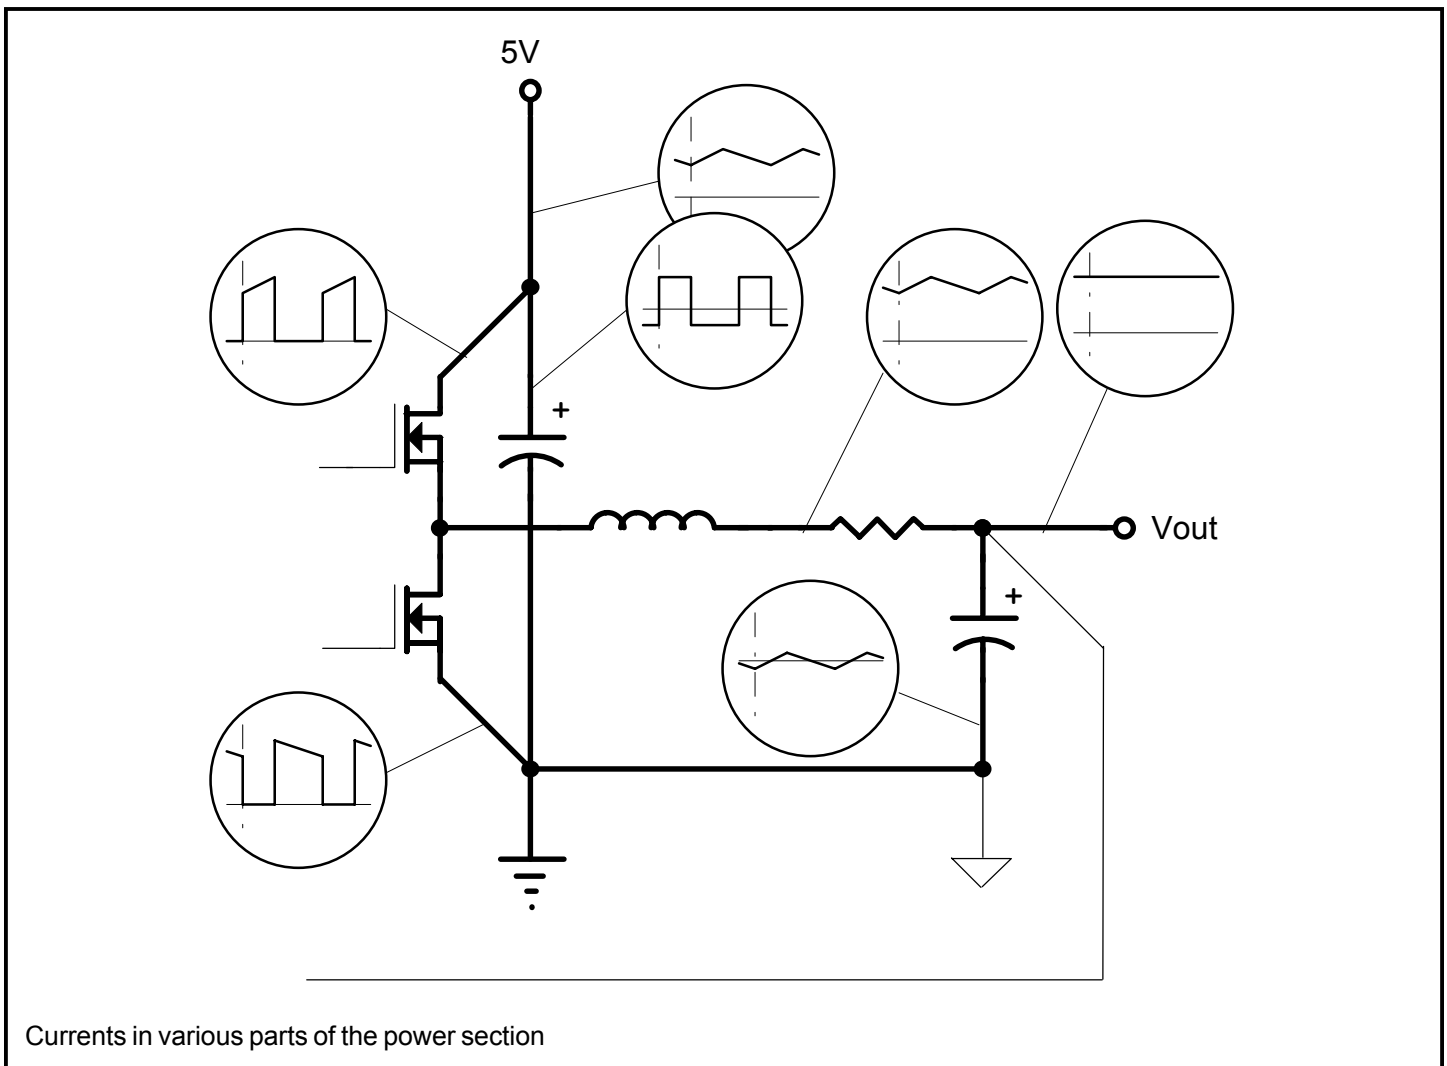 5V
+
Vout
+
Currents in various parts of the power section